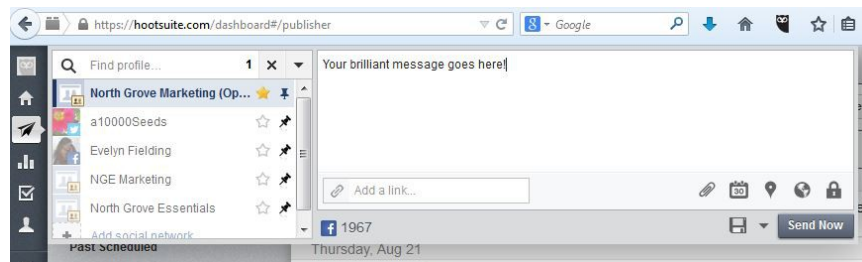 https://hootsuite.com/dashboard#/publisher
8 - Google
Find profile... 1
Your brilliant message goes here!
North Grove Marketing (Op...
a10000Seeds
Evelyn Fielding
NGE Marketing
Add a link...
30
North Grove Essentials
Add social network
1967
Send Now
Past Scheduled
Thursday, Aug 21